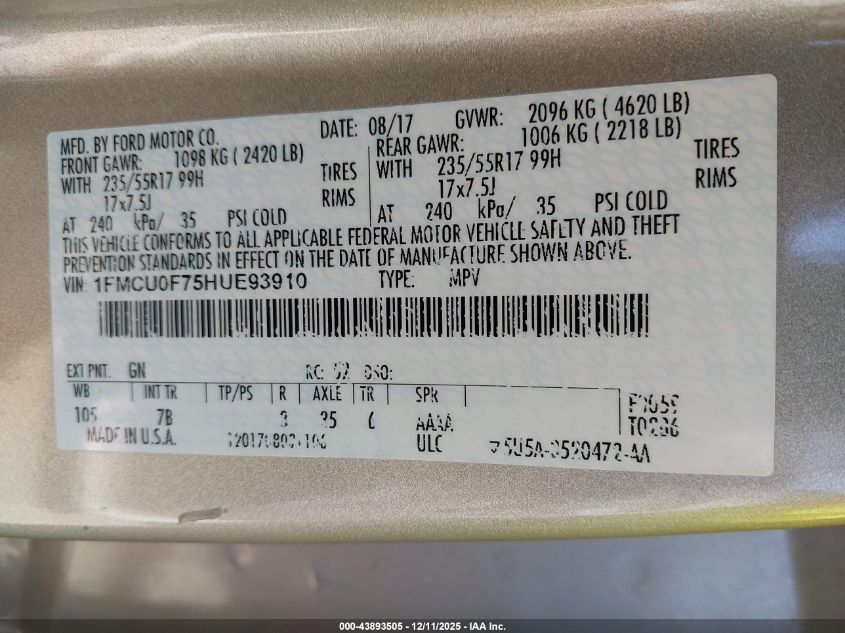 MFD. BY FORD MOTOR CO.
DATE: 08/17 GVWR: 2096 KG ( 4620 LB)
FRONT GAWR: 1098 KG ( 2420 LB)
WITH 235/55R17 99H TIRES
17x7.5J RIMS
AT 240 kPa/ 35 PSI COLD
REAR GAWR: 1006 KG ( 2218 LB)
WITH 235/55R17 99H TIRES
17x7.5J RIMS
AT 240 kPa/ 35 PSI COLD
THIS VEHICLE CONFORMS TO ALL APPLICABLE FEDERAL MOTOR VEHICLE SAFETY AND THEFT
PREVENTION STANDARDS IN EFFECT ON THE DATE OF MANUFACTURE SHOWN ABOVE.
VIN: 1FMCU0F75HUE93910 TYPE: MPV
EXT PNT: GN RC: 52 DSO:
WB INT TR TP/PS R AXLE TR SPR
105 7B 3 35 6 AAAA
MADE IN U.S.A. ULC
000-43893505 - 12/11/2025 - IAA Inc.